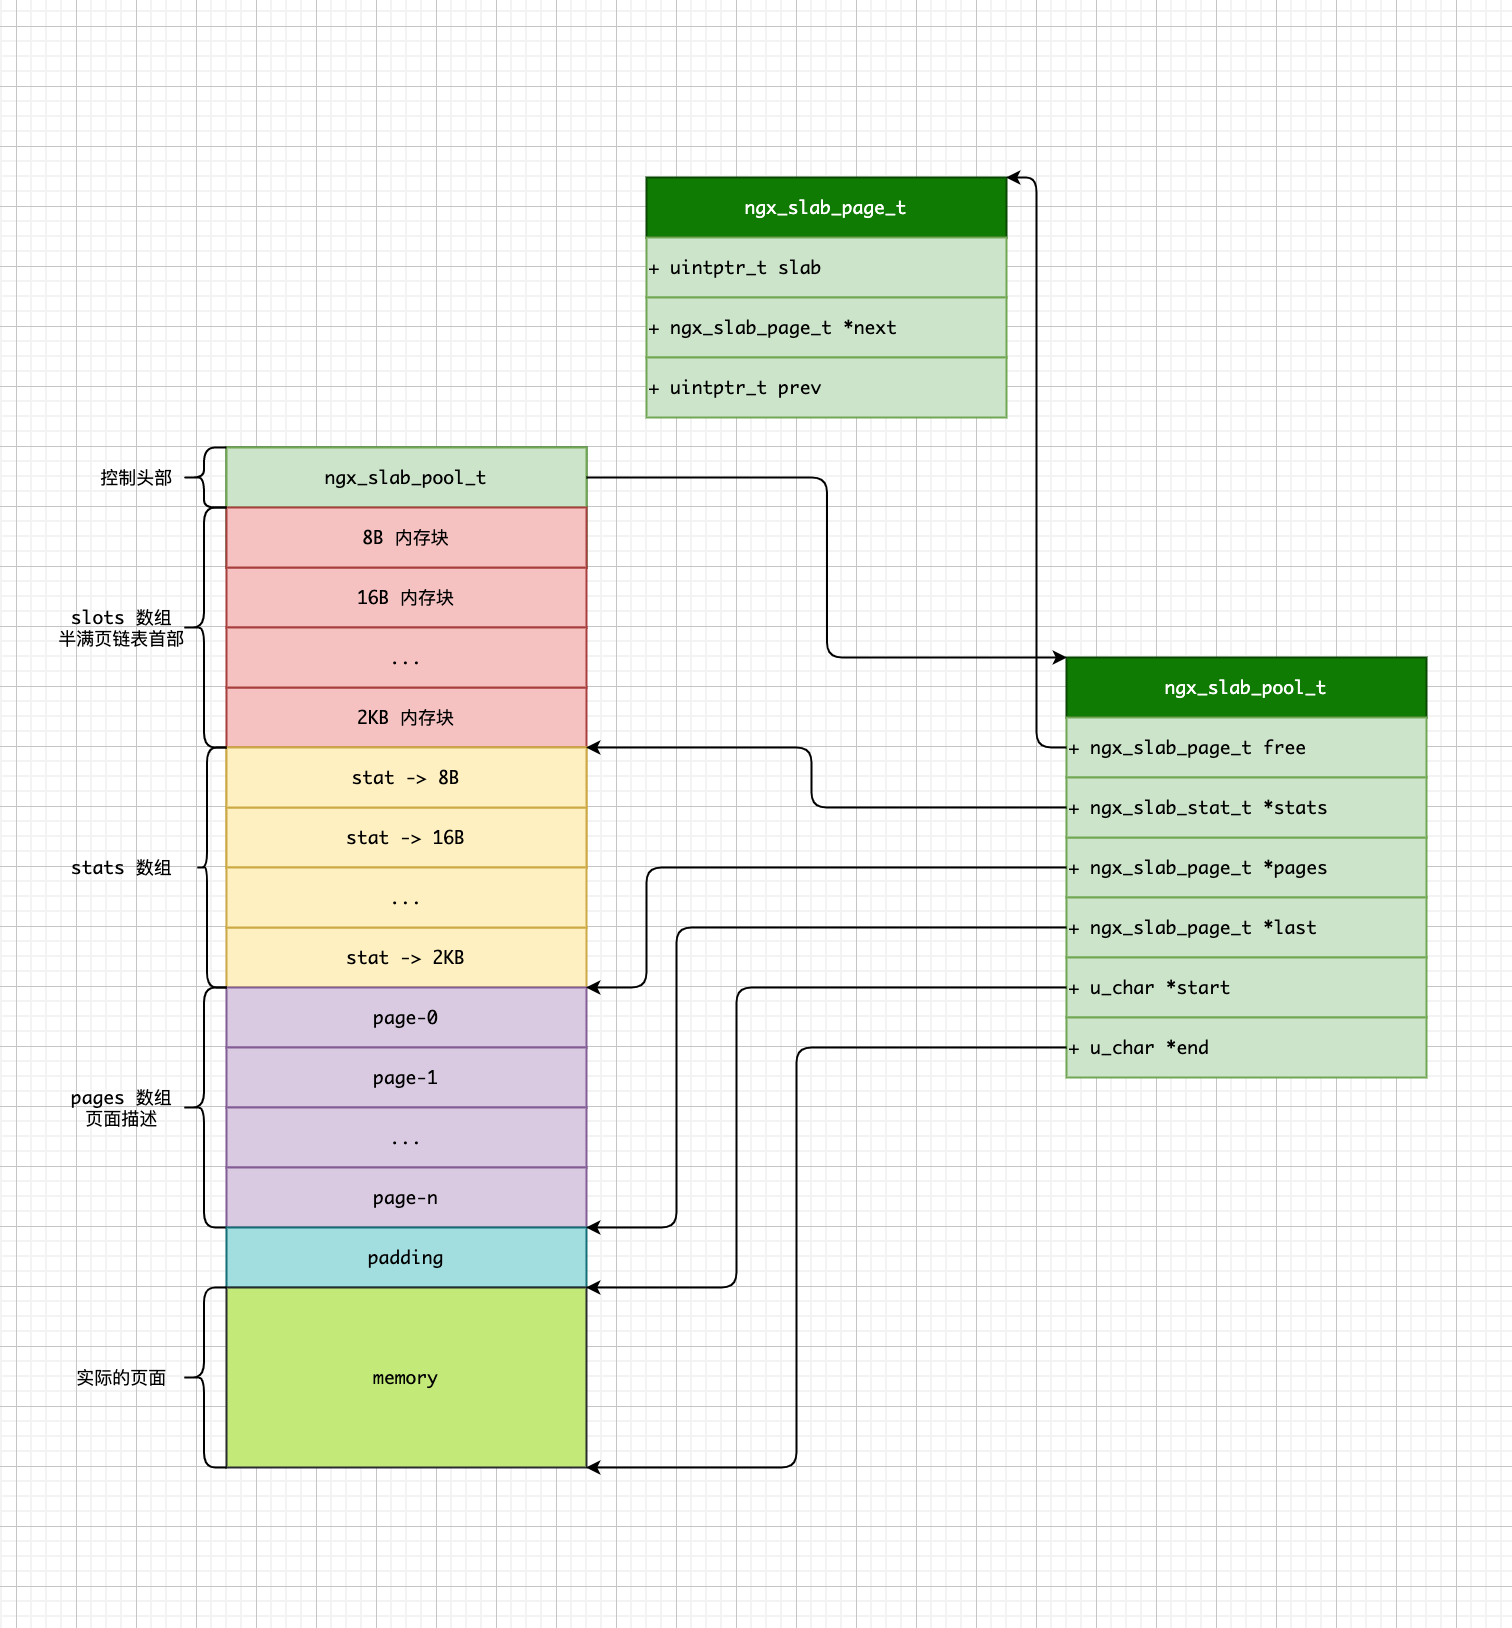 ngx_slab_page_t
+ uintptr_t slab
+ ngx_slab_page_t *next
+ uintptr_t prev
控制头部
ngx_slab_pool_t
8B 内存块
16B 内存块
...
2KB 内存块
slots 数组
半满页链表首部
stat -> 8B
stat -> 16B
...
stat -> 2KB
stats 数组
page-0
page-1
...
page-n
pages 数组
页面描述
padding
memory
实际的页面
ngx_slab_pool_t
+ ngx_slab_page_t free
+ ngx_slab_stat_t *stats
+ ngx_slab_page_t *pages
+ ngx_slab_page_t *last
+ u_char *start
+ u_char *end